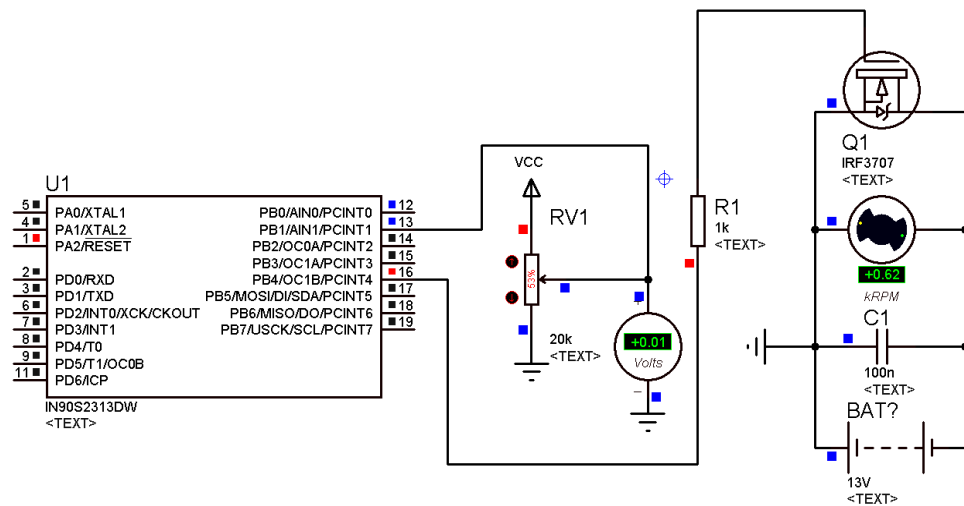 U1
5 PA0/XTAL1 PB0/AIN0/PCINT0 12
4 PA1/XTAL2 PB1/AIN1/PCINT1 13
1 PA2/RESET PB2/OC0A/PCINT2 14
PB3/OC1A/PCINT3 15
2 PD0/RXD PB4/OC1B/PCINT4 16
3 PD1/TXD PB5/MOSI/DI/SDA/PCINT5 17
6 PD2/INT0/XCK/CKOUT PB6/MISO/DO/PCINT6 18
7 PD3/INT1 PB7/USCK/SCL/PCINT7 19
8 PD4/T0
9 PD5/T1/OC0B
11 PD6/ICP
IN90S2313DW
<TEXT>
VCC
RV1
53%
20k
<TEXT>
+0.01
Volts
R1
1k
<TEXT>
Q1
IRF3707
<TEXT>
+0.62
kRPM
C1
100n
<TEXT>
BAT?
13V
<TEXT>